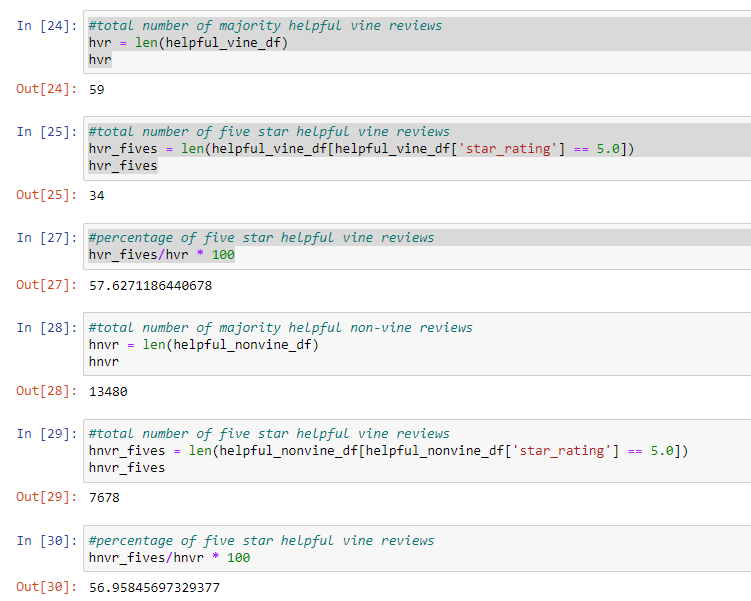 In [24]: #total number of majority helpful vine reviews
hvr = len(helpful_vine_df)
hvr
Out[24]: 59
In [25]: #total number of five star helpful vine reviews
hvr_fives = len(helpful_vine_df[helpful_vine_df['star_rating'] == 5.0])
hvr_fives
Out[25]: 34
In [27]: #percentage of five star helpful vine reviews
hvr_fives/hvr * 100
Out[27]: 57.6271186440678
In [28]: #total number of majority helpful non-vine reviews
hnvr = len(helpful_nonvine_df)
hnvr
Out[28]: 13480
In [29]: #total number of five star helpful vine reviews
hnvr_fives = len(helpful_nonvine_df[helpful_nonvine_df['star_rating'] == 5.0])
hnvr_fives
Out[29]: 7678
In [30]: #percentage of five star helpful vine reviews
hnvr_fives/hnvr * 100
Out[30]: 56.95845697329377